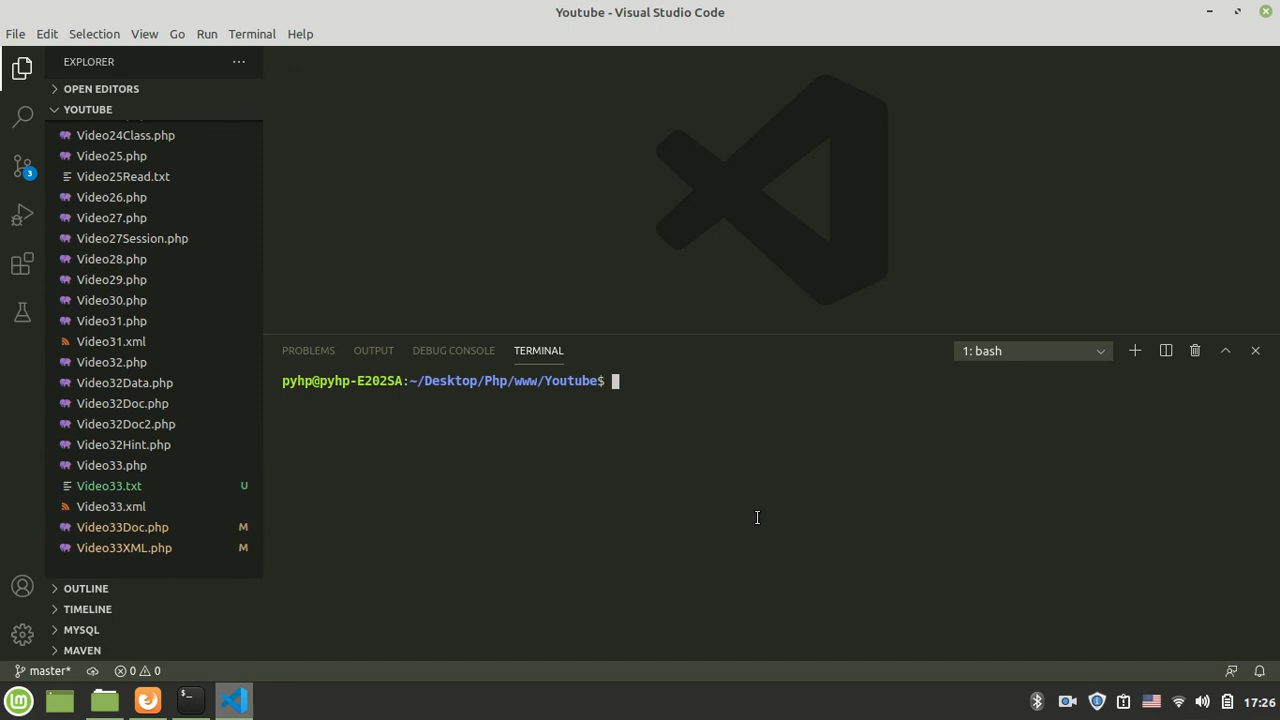 Youtube - Visual Studio Code
File Edit Selection View Go Run Terminal Help
EXPLORER
OPEN EDITORS
YOUTUBE
Video24Class.php
Video25.php
Video25Read.txt
Video26.php
Video27.php
Video27Session.php
Video28.php
Video29.php
Video30.php
Video31.php
Video31.xml
Video32.php
Video32Data.php
Video32Doc.php
Video32Doc2.php
Video32Hint.php
Video33.php
Video33.txt U
Video33.xml
Video33Doc.php M
Video33XML.php M
OUTLINE
TIMELINE
MYSQL
MAVEN
3
PROBLEMS OUTPUT DEBUG CONSOLE TERMINAL 1: bash
pyhp@pyhp-E202SA:~/Desktop/Php/www/Youtube$
master* 0 0
17:26